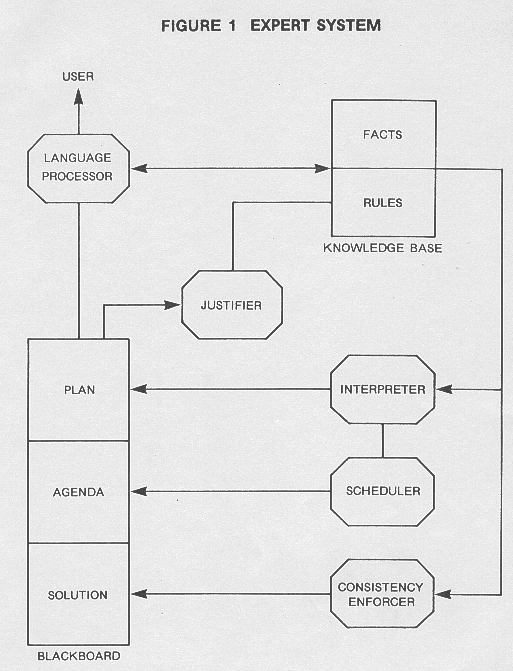 FIGURE 1 EXPERT SYSTEM
USER
LANGUAGE
PROCESSOR
FACTS
RULES
KNOWLEDGE BASE
JUSTIFIER
PLAN
INTERPRETER
AGENDA
SCHEDULER
SOLUTION
CONSISTENCY
ENFORCER
BLACKBOARD